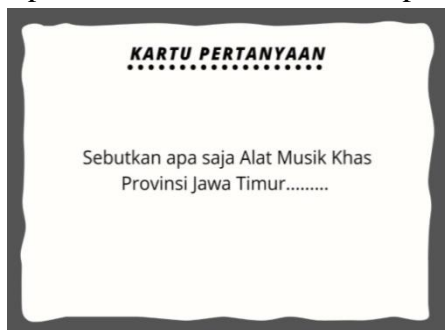 KARTU PERTANYAAN
Sebutkan apa saja Alat Musik Khas
Provinsi Jawa Timur.........